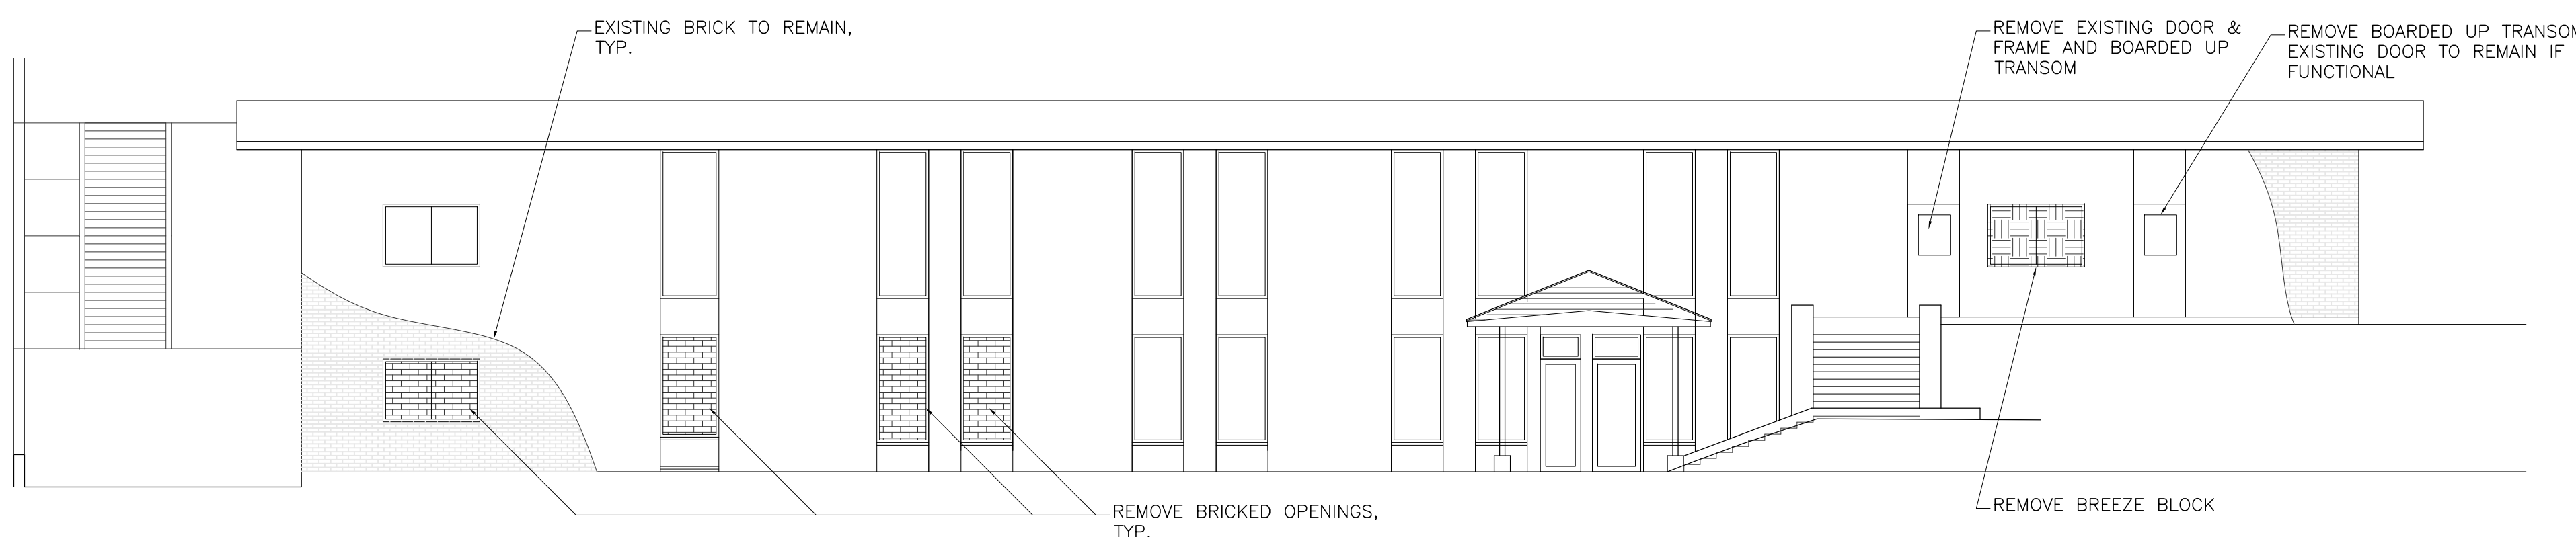 EXISTING BRICK TO REMAIN,
TYP.
REMOVE EXISTING DOOR &
FRAME AND BOARDED UP
TRANSOM
REMOVE BOARDED UP TRANSOM
EXISTING DOOR TO REMAIN IF
FUNCTIONAL
REMOVE BRICKED OPENINGS,
TYP.
REMOVE BREEZE BLOCK